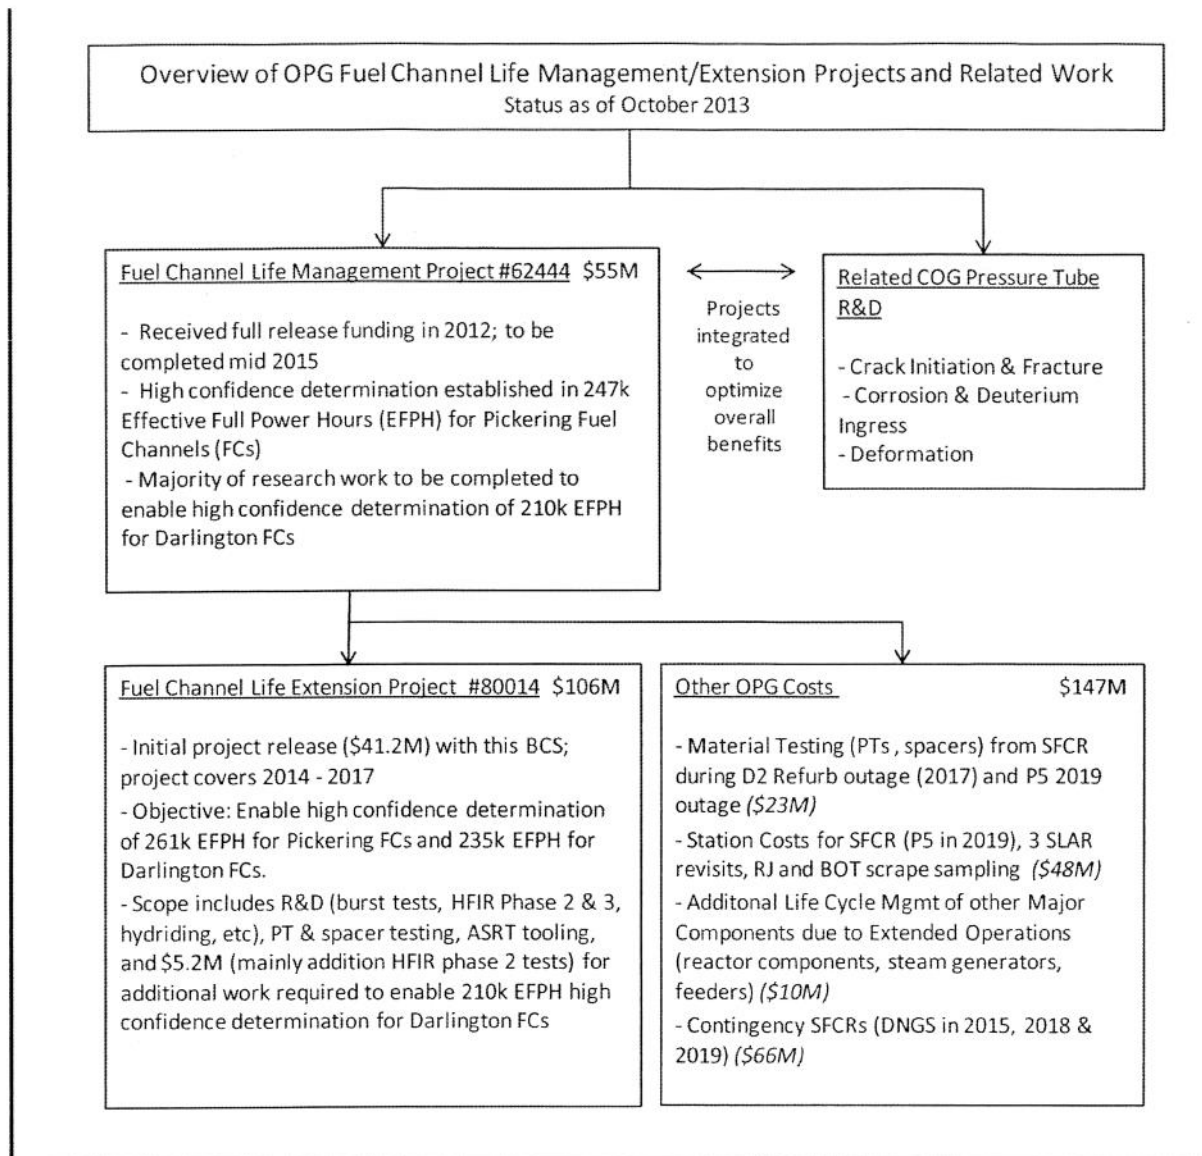 Overview of OPG Fuel Channel Life Management/Extension Projects and Related Work
Status as of October 2013
Fuel Channel Life Management Project #62444 $55M
- Received full release funding in 2012; to be
completed mid 2015
- High confidence determination established in 247k
Effective Full Power Hours (EFPH) for Pickering Fuel
Channels (FCs)
- Majority of research work to be completed to
enable high confidence determination of 210k EFPH
for Darlington FCs
Projects
integrated
to
optimize
overall
benefits
Related COG Pressure Tube
R&D
- Crack Initiation & Fracture
- Corrosion & Deuterium
Ingress
- Deformation
Fuel Channel Life Extension Project #80014 $106M
- Initial project release ($41.2M) with this BCS;
project covers 2014 - 2017
- Objective: Enable high confidence determination
of 261k EFPH for Pickering FCs and 235k EFPH for
Darlington FCs.
- Scope includes R&D (burst tests, HFIR Phase 2 & 3,
hydriding, etc), PT & spacer testing, ASRT tooling,
and $5.2M (mainly addition HFIR phase 2 tests) for
additional work required to enable 210k EFPH high
confidence determination for Darlington FCs
Other OPG Costs $147M
- Material Testing (PTs , spacers) from SFCR
during D2 Refurb outage (2017) and P5 2019
outage ($23M)
- Station Costs for SFCR (P5 in 2019), 3 SLAR
revisits, RJ and BOT scrape sampling ($48M)
- Additonal Life Cycle Mgmt of other Major
Components due to Extended Operations
(reactor components, steam generators,
feeders) ($10M)
- Contingency SFCRs (DNGS in 2015, 2018 &
2019) ($66M)